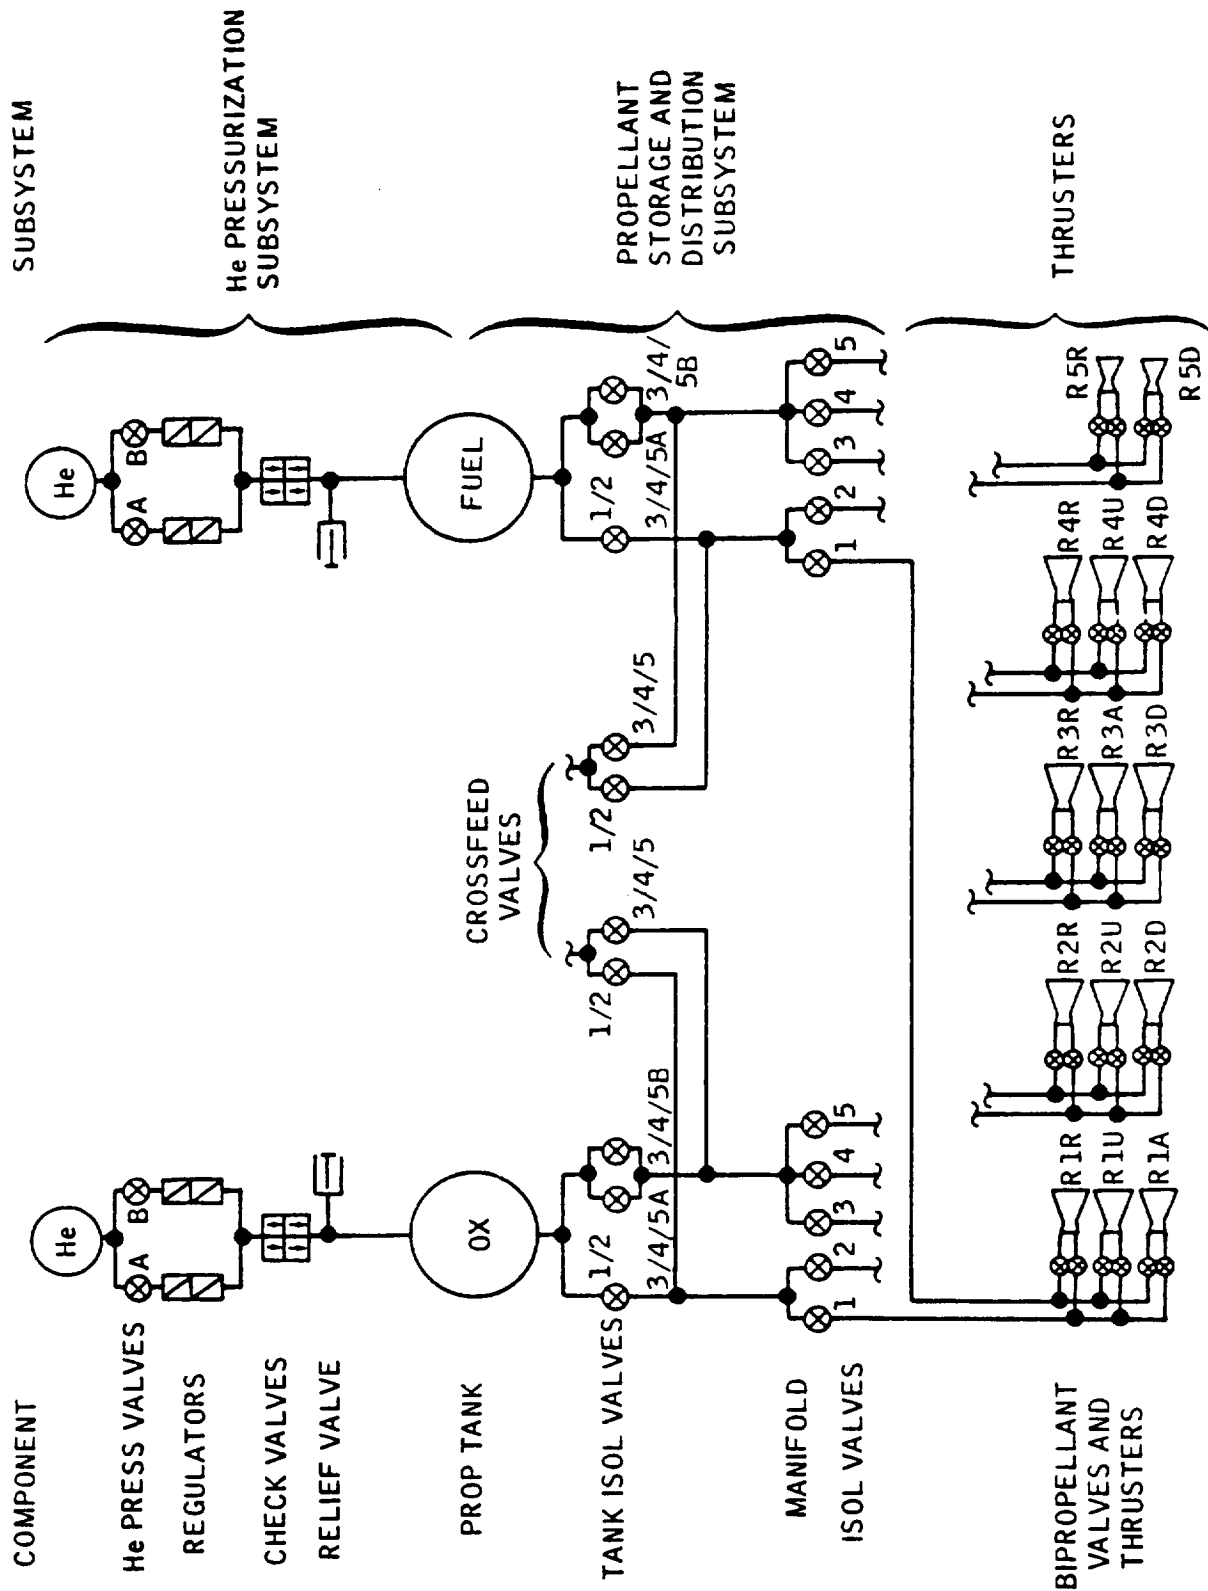 COMPONENT
SUBSYSTEM
He
He
A
B
A
B
He PRESS VALVES
REGULATORS
CHECK VALVES
RELIEF VALVE
He PRESSURIZATION
SUBSYSTEM
PROP TANK
OX
FUEL
CROSSFEED
VALVES
TANK ISOL VALVES
1/2
3/4/5A
3/4/5B
1/2
3/4/5
1/2
3/4/5
1/2
3/4/5A
3/4/
5B
PROPELLANT
STORAGE AND
DISTRIBUTION
SUBSYSTEM
MANIFOLD
ISOL VALVES
1
2
3
4
5
1
2
3
4
5
BIPROPELLANT
VALVES AND
THRUSTERS
R1R
R1U
R1A
R2R
R2U
R2D
R3R
R3A
R3D
R4R
R4U
R4D
R5R
R5D
THRUSTERS